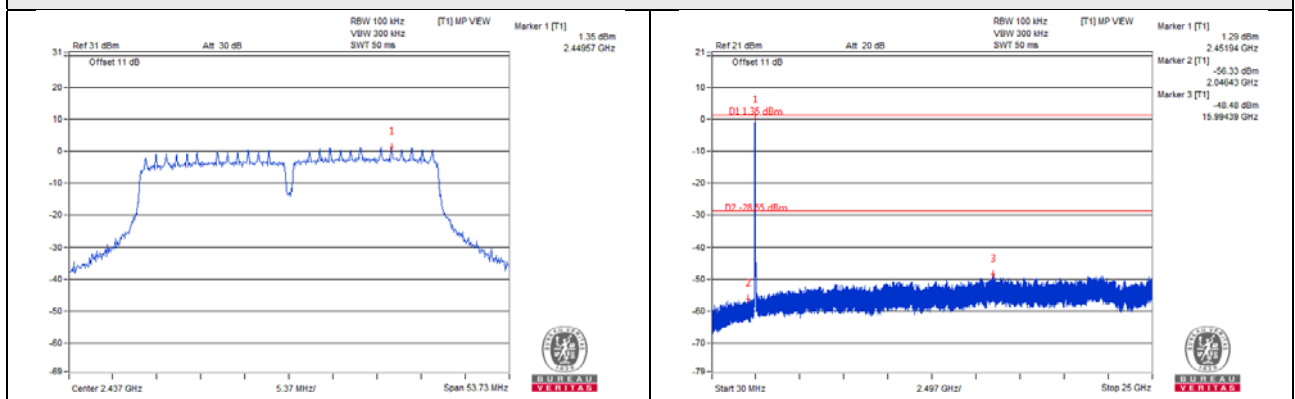 RBW 100 kHz
[T1] MP VIEW
VBW 300 kHz
Ref 31 dBm
Att 30 dB
SWT 50 ms
Marker 1 [T1]
1.35 dBm
2.44957 GHz
Offset 11 dB
31
20
10
0
-10
-20
-30
-40
-50
-60
-69
1
Center 2.437 GHz
5.37 MHz/
Span 53.73 MHz
BUREAU
VERITAS
RBW 100 kHz
[T1] MP VIEW
VBW 300 kHz
Ref 21 dBm
Att 20 dB
SWT 50 ms
Marker 1 [T1]
1.29 dBm
2.45194 GHz
Marker 2 [T1]
-56.33 dBm
2.04643 GHz
Marker 3 [T1]
-48.48 dBm
15.99439 GHz
Offset 11 dB
21
10
0
-10
-20
-30
-40
-50
-60
-70
-79
1
D1 1.35 dBm
D2 -28.65 dBm
2
3
Start 30 MHz
2.497 GHz/
Stop 25 GHz
BUREAU
VERITAS